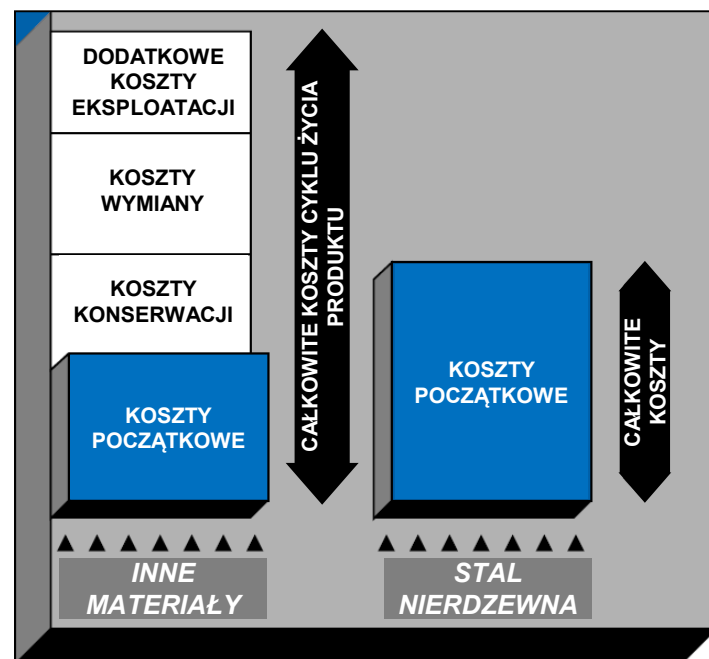 DODATKOWE
KOSZTY
EKSPLOATACJI
KOSZTY
WYMIANY
KOSZTY
KONSERWACJI
KOSZTY
POCZĄTKOWE
CAŁKOWITE KOSZTY CYKLU ŻYCIA
PRODUKTU
KOSZTY
POCZĄTKOWE
CAŁKOWITE
KOSZTY
INNE
MATERIAŁY
STAL
NIERDZEWNA